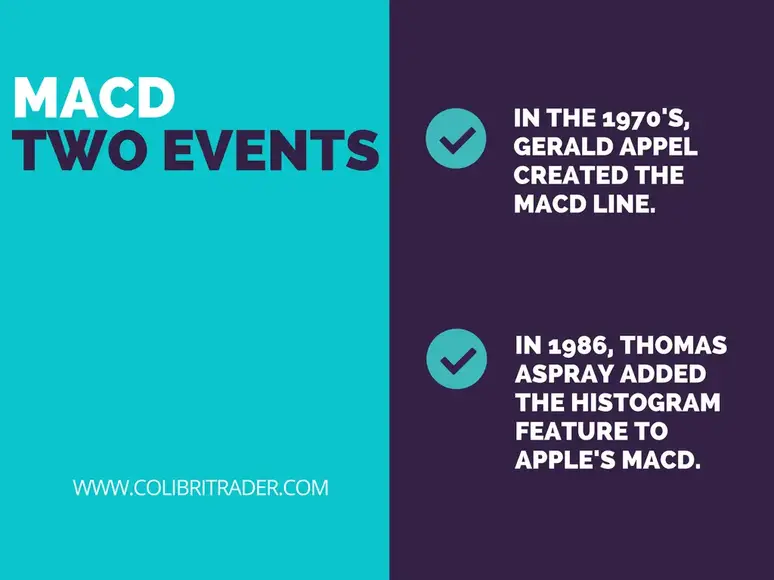 MACD
TWO EVENTS
WWW.COLIBRITRADER.COM
IN THE 1970'S,
GERALD APPEL
CREATED THE
MACD LINE.
IN 1986, THOMAS
ASPRAY ADDED
THE HISTOGRAM
FEATURE TO
APPLE'S MACD.